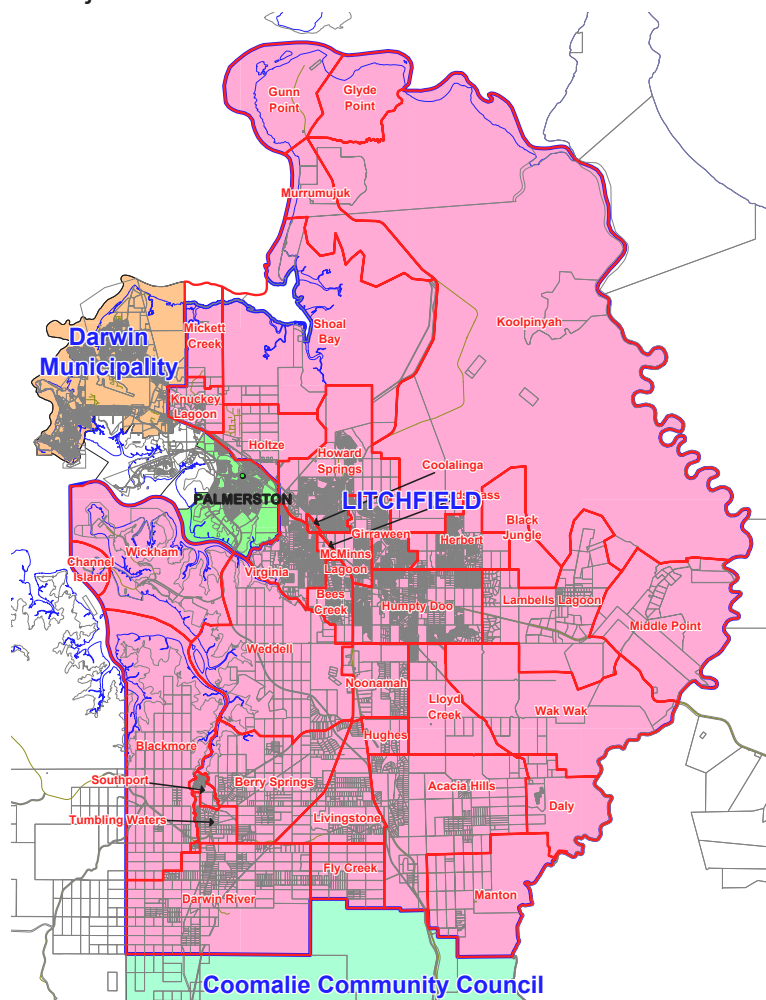 Gunn
Point
Glyde
Point
Murrumujuk
Koolpinyah
Shoal
Bay
Mickett
Creek
Darwin
Municipality
Knuckey
Lagoon
Holtze
Howard
Springs
Coolalinga
PALMERSTON
LITCHFIELD
Black
Jungle
Girraween
Herbert
Wickham
McMinns
Lagoon
Channel
Island
Virginia
Bees
Creek
Humpty Doo
Lambells Lagoon
Middle Point
Weddell
Noonamah
Lloyd
Creek
Wak Wak
Hughes
Blackmore
Southport
Berry Springs
Acacia Hills
Daly
Tumbling Waters
Livingstone
Fly Creek
Darwin River
Manton
Coomalie Community Council